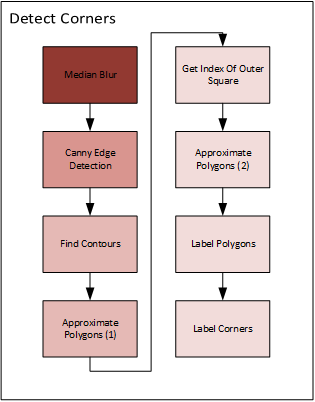 Detect Corners
Median Blur
Canny Edge
Detection
Find Contours
Approximate
Polygons (1)
Get Index Of Outer
Square
Approximate
Polygons (2)
Label Polygons
Label Corners